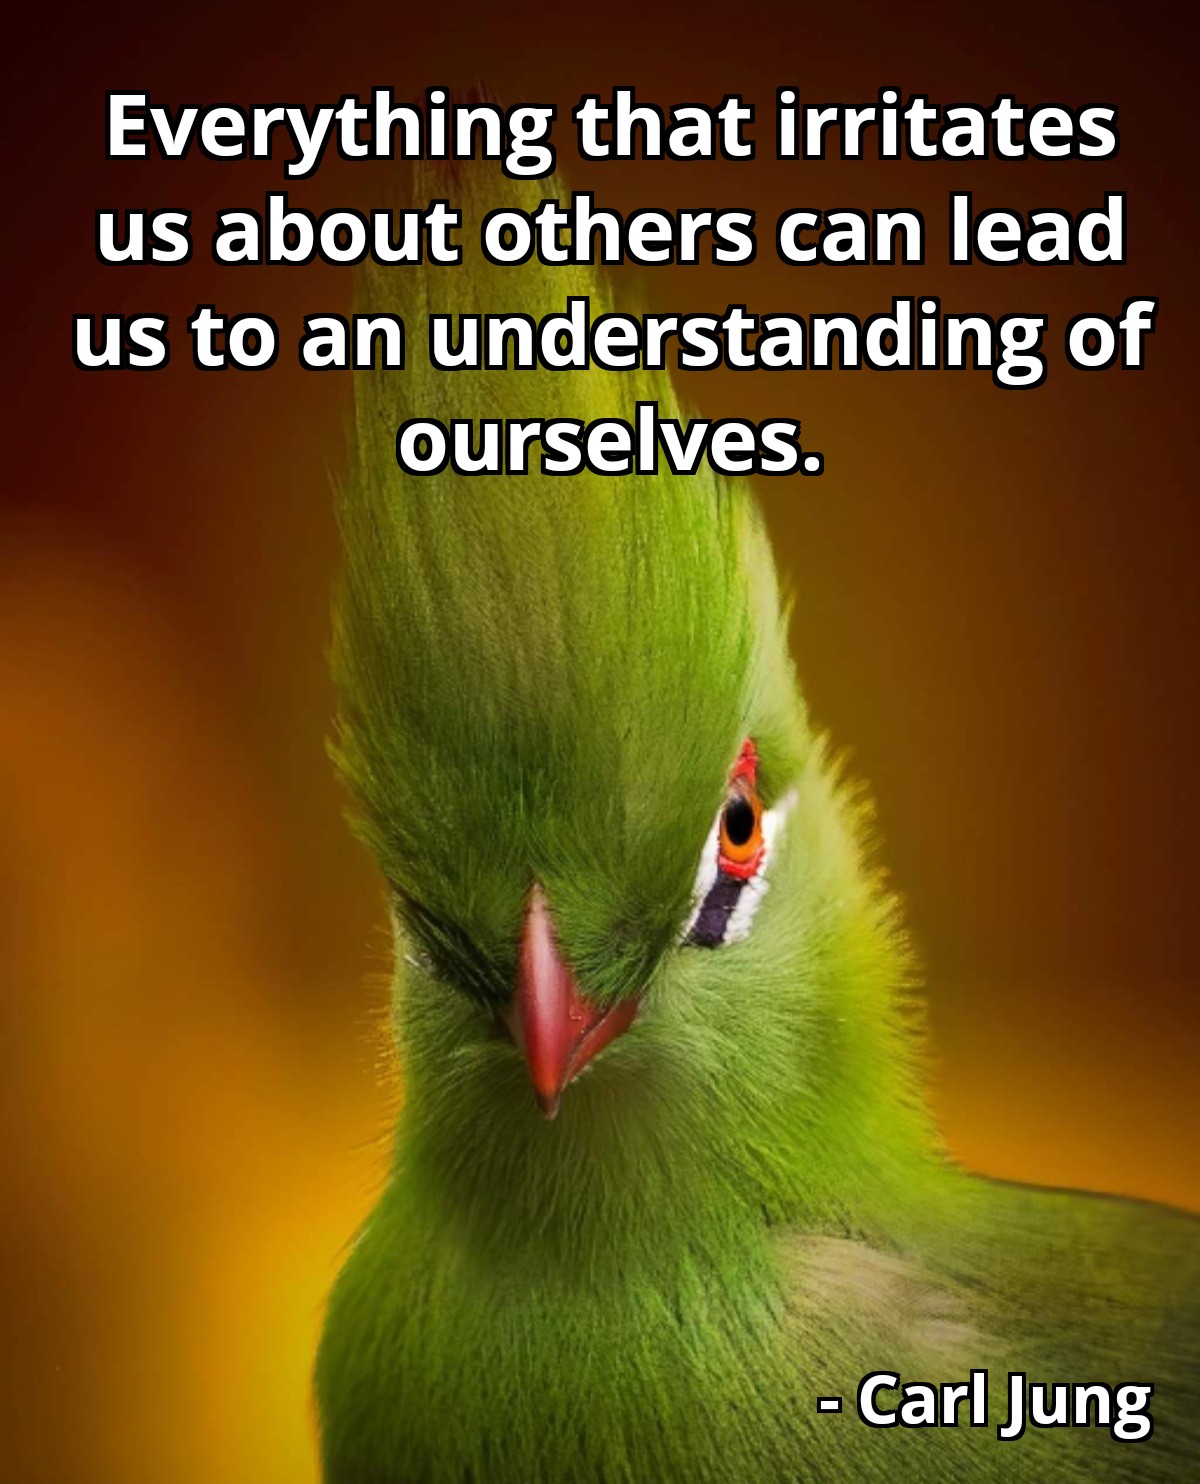 Everything that irritates
us about others can lead
us to an understanding of
ourselves.
- Carl Jung